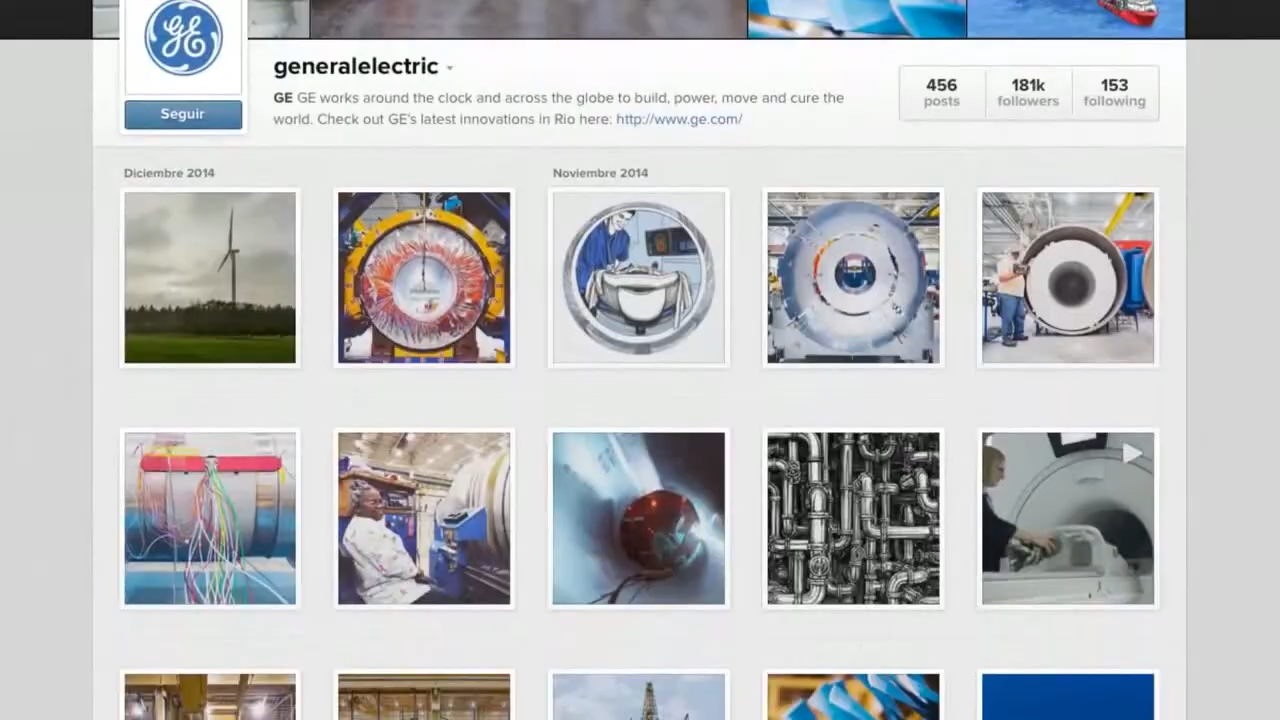 GE
generalelectric
GE GE works around the clock and across the globe to build, power, move and cure the
world. Check out GE's latest innovations in Rio here: http://www.ge.com/
Seguir
456 181k 153
posts followers following
Diciembre 2014 Noviembre 2014